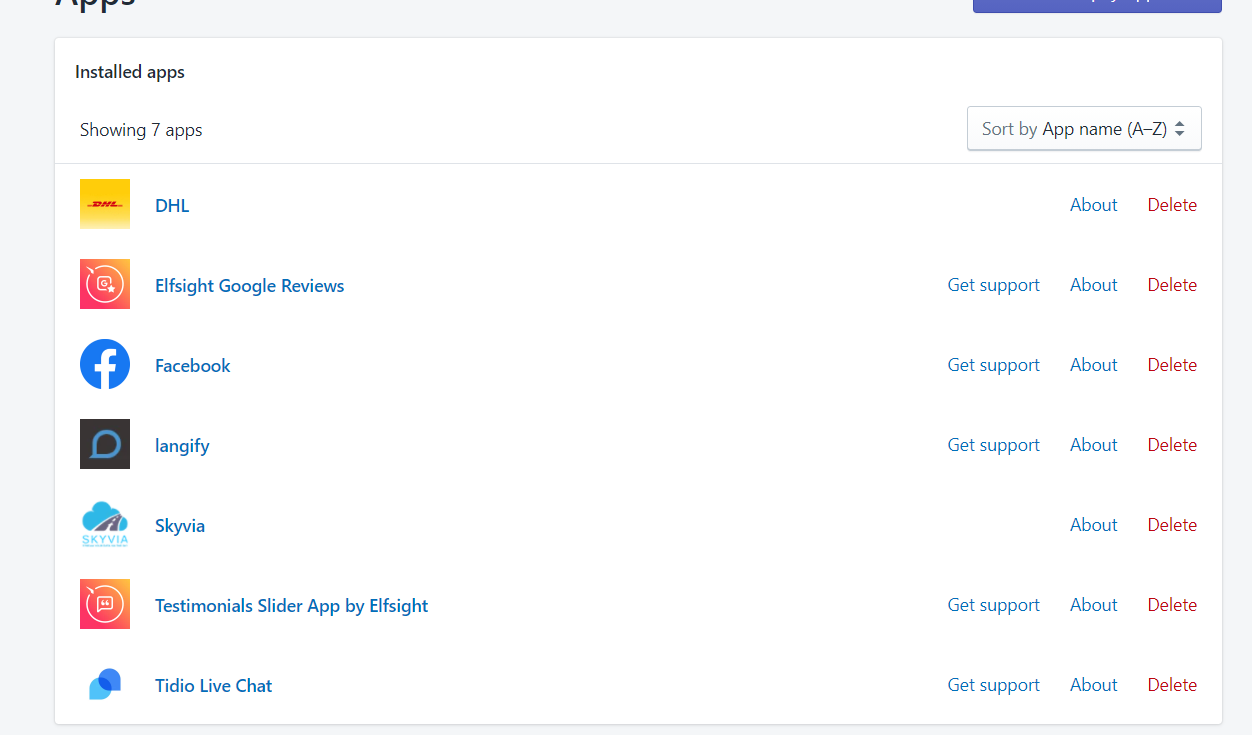 Apps
Installed apps
Showing 7 apps
Sort by App name (A–Z)
DHL
DHL
About
Delete
Elfsight Google Reviews
Get support
About
Delete
Facebook
Get support
About
Delete
langify
Get support
About
Delete
SKYVIA
Skyvia
About
Delete
Testimonials Slider App by Elfsight
Get support
About
Delete
Tidio Live Chat
Get support
About
Delete